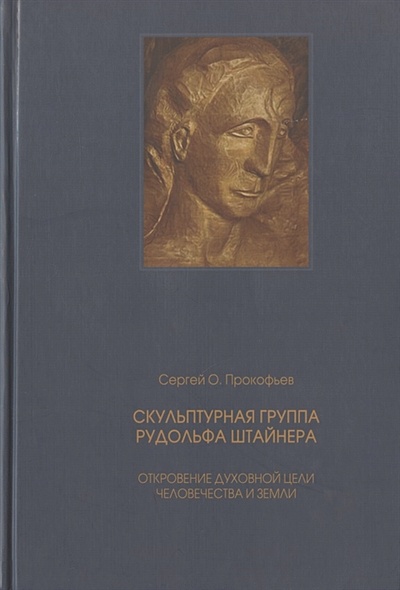 Сергей О. Прокофьев
СКУЛЬПТУРНАЯ ГРУППА
РУДОЛЬФА ШТАЙНЕРА
ОТКРОВЕНИЕ ДУХОВНОЙ ЦЕЛИ
ЧЕЛОВЕЧЕСТВА И ЗЕМЛИ